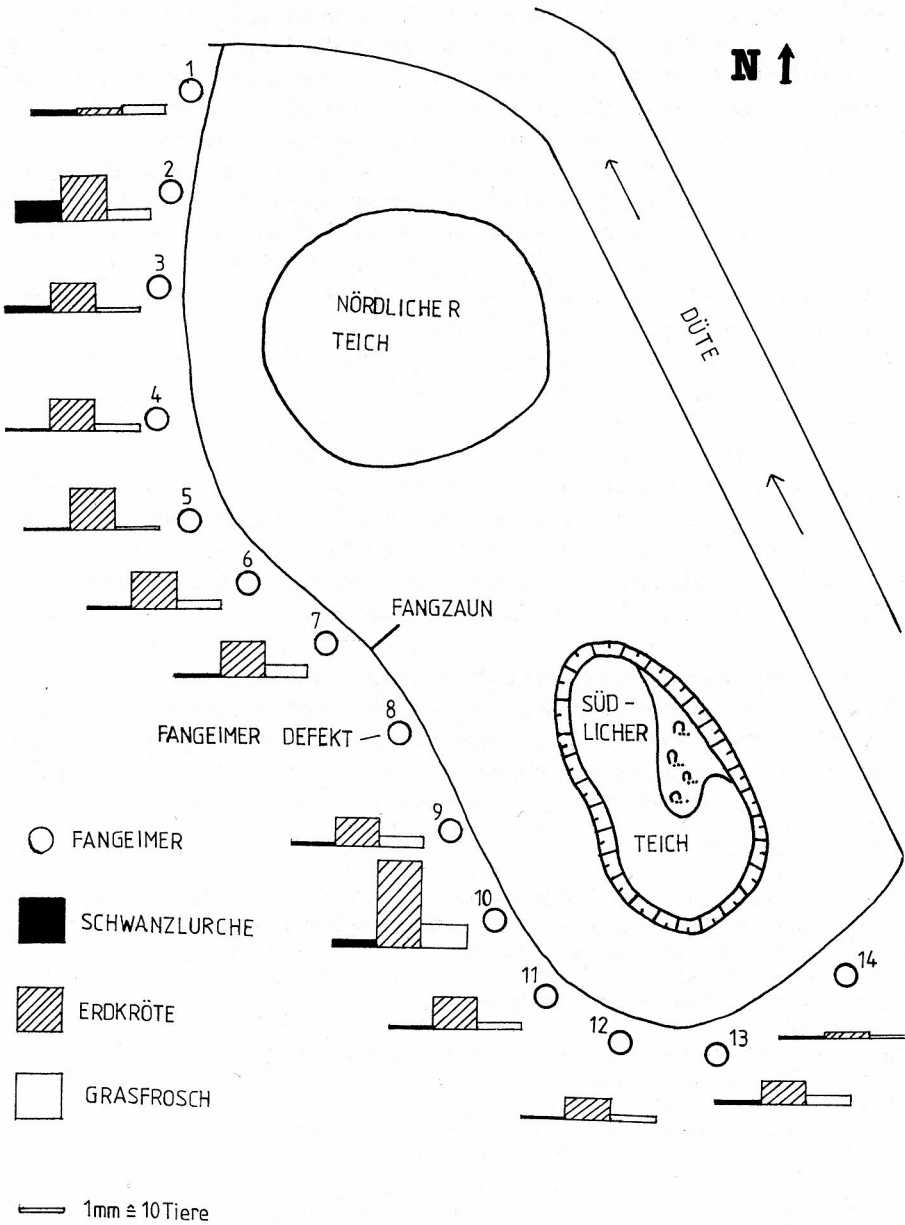 N
1
2
3
NÖRDLICHER
TEICH
DÜTE
4
5
6
7
FANGZAUN
8
FANGEIMER DEFEKT
SÜD-
LICHER
TEICH
9
10
11
12
13
14
FANGEIMER
SCHWANZLURCHE
ERDKRÖTE
GRASFROSCH
1mm ≙ 10 Tiere